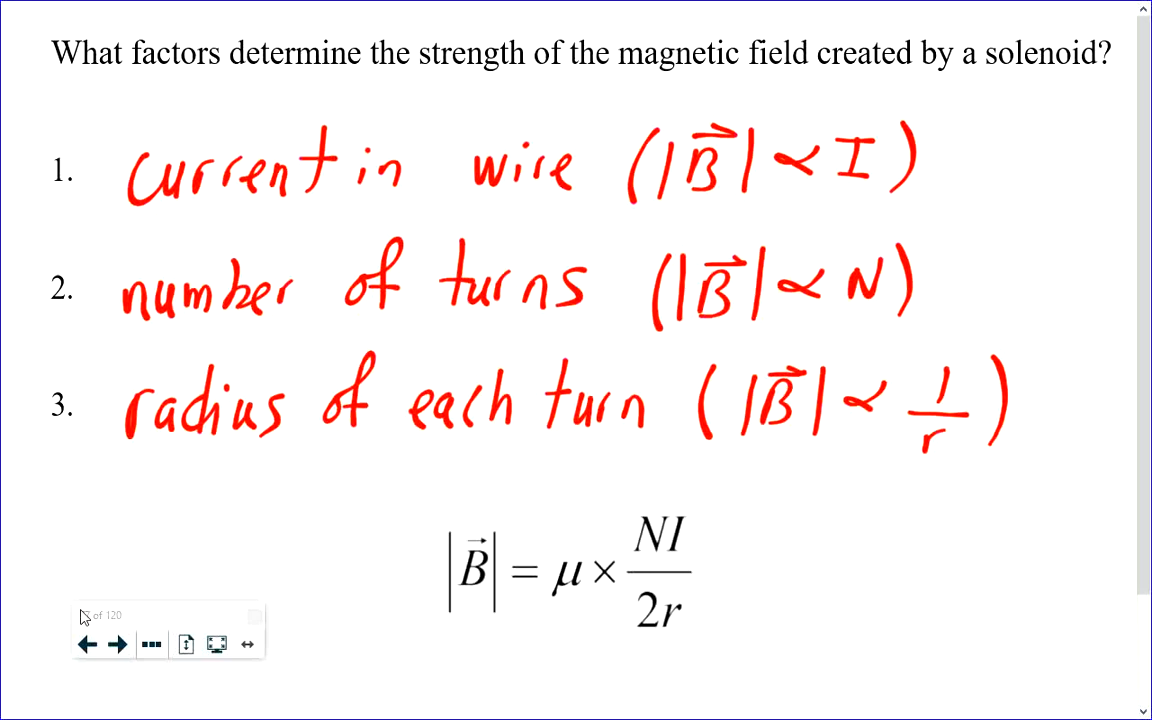 What factors determine the strength of the magnetic field created by a solenoid?
1. current in wire (|B⃗| ∝ I)
2. number of turns (|B⃗| ∝ N)
3. radius of each turn (|B⃗| ∝ 1/r)
|B⃗| = μ × NI/2r
of 120